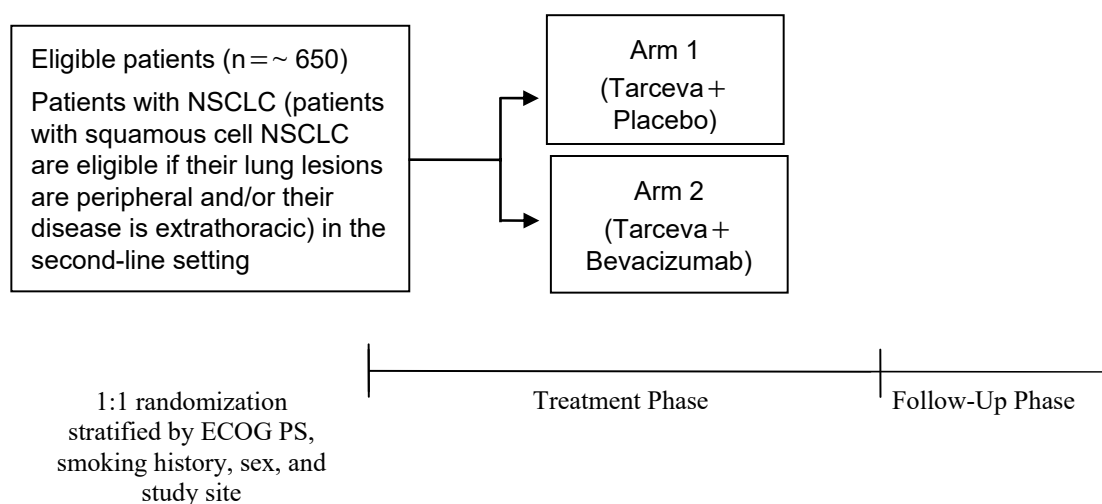 Eligible patients (n=~ 650)
Patients with NSCLC (patients
with squamous cell NSCLC
are eligible if their lung lesions
are peripheral and/or their
disease is extrathoracic) in the
second-line setting
Arm 1
(Tarceva+
Placebo)
Arm 2
(Tarceva+
Bevacizumab)
1:1 randomization
stratified by ECOG PS,
smoking history, sex, and
study site
Treatment Phase
Follow-Up Phase